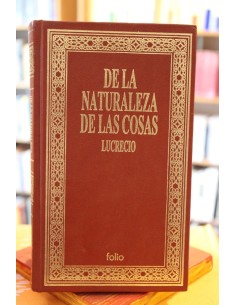 DE LA
NATURALEZA
DE LAS COSAS
LUCRECIO
folio